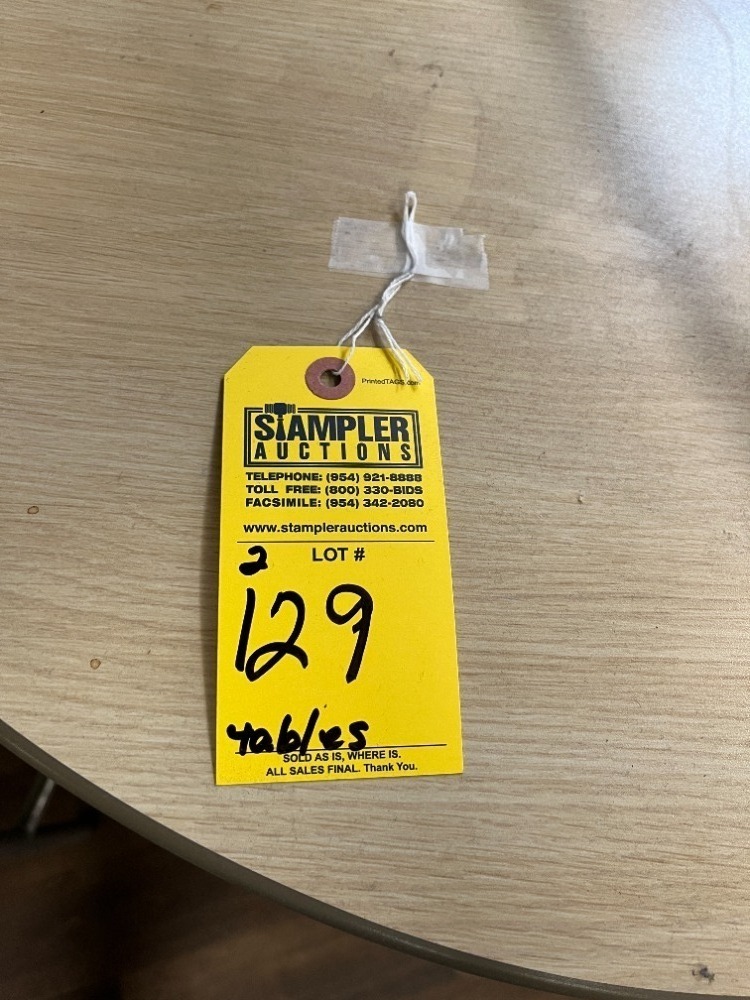 PrintedTAGS.com
STAMPLER
AUCTIONS
TELEPHONE: (954) 921-8888
TOLL FREE: (800) 330-BIDS
FACSIMILE: (954) 342-2080
www.stamplerauctions.com
2 LOT #
129
tables
SOLD AS IS, WHERE IS.
ALL SALES FINAL. Thank You.